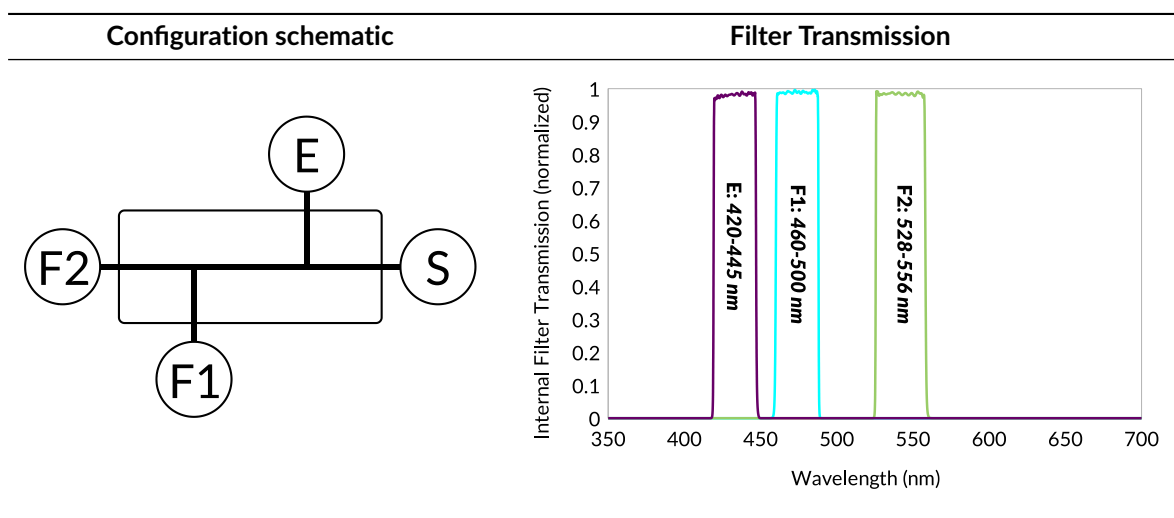 Configuration schematic
Filter Transmission
E
F2
S
F1
Internal Filter Transmission (normalized)
1
0.9
0.8
0.7
0.6
0.5
0.4
0.3
0.2
0.1
0
E: 420-445 nm
F1: 460-500 nm
F2: 528-556 nm
350 400 450 500 550 600 650 700
Wavelength (nm)